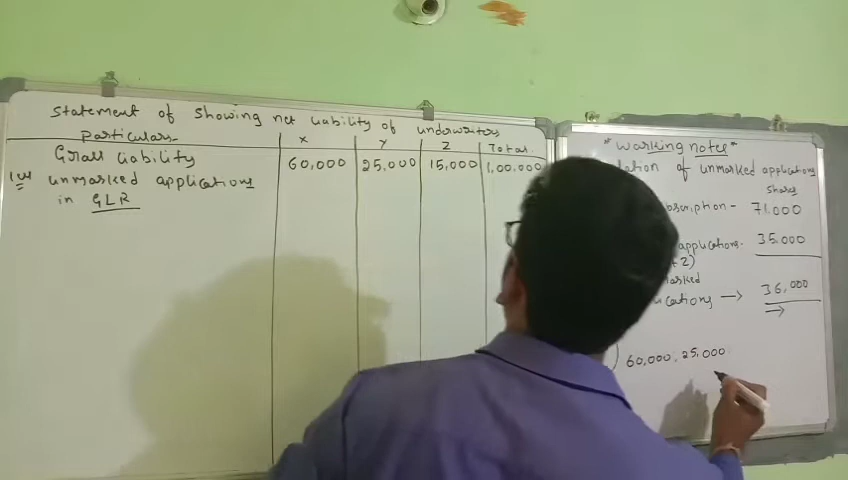 Statement of showing net liability of underwriters
Particulars X Y Z Total
Gross liability 60,000 25,000 15,000 1,00,000
unmarked applications
in GLR
* Working notes *
of unmarked applications
Shares
- 71,000
applications. 35,000
+2)
→ 36,000
60,000: 25,000